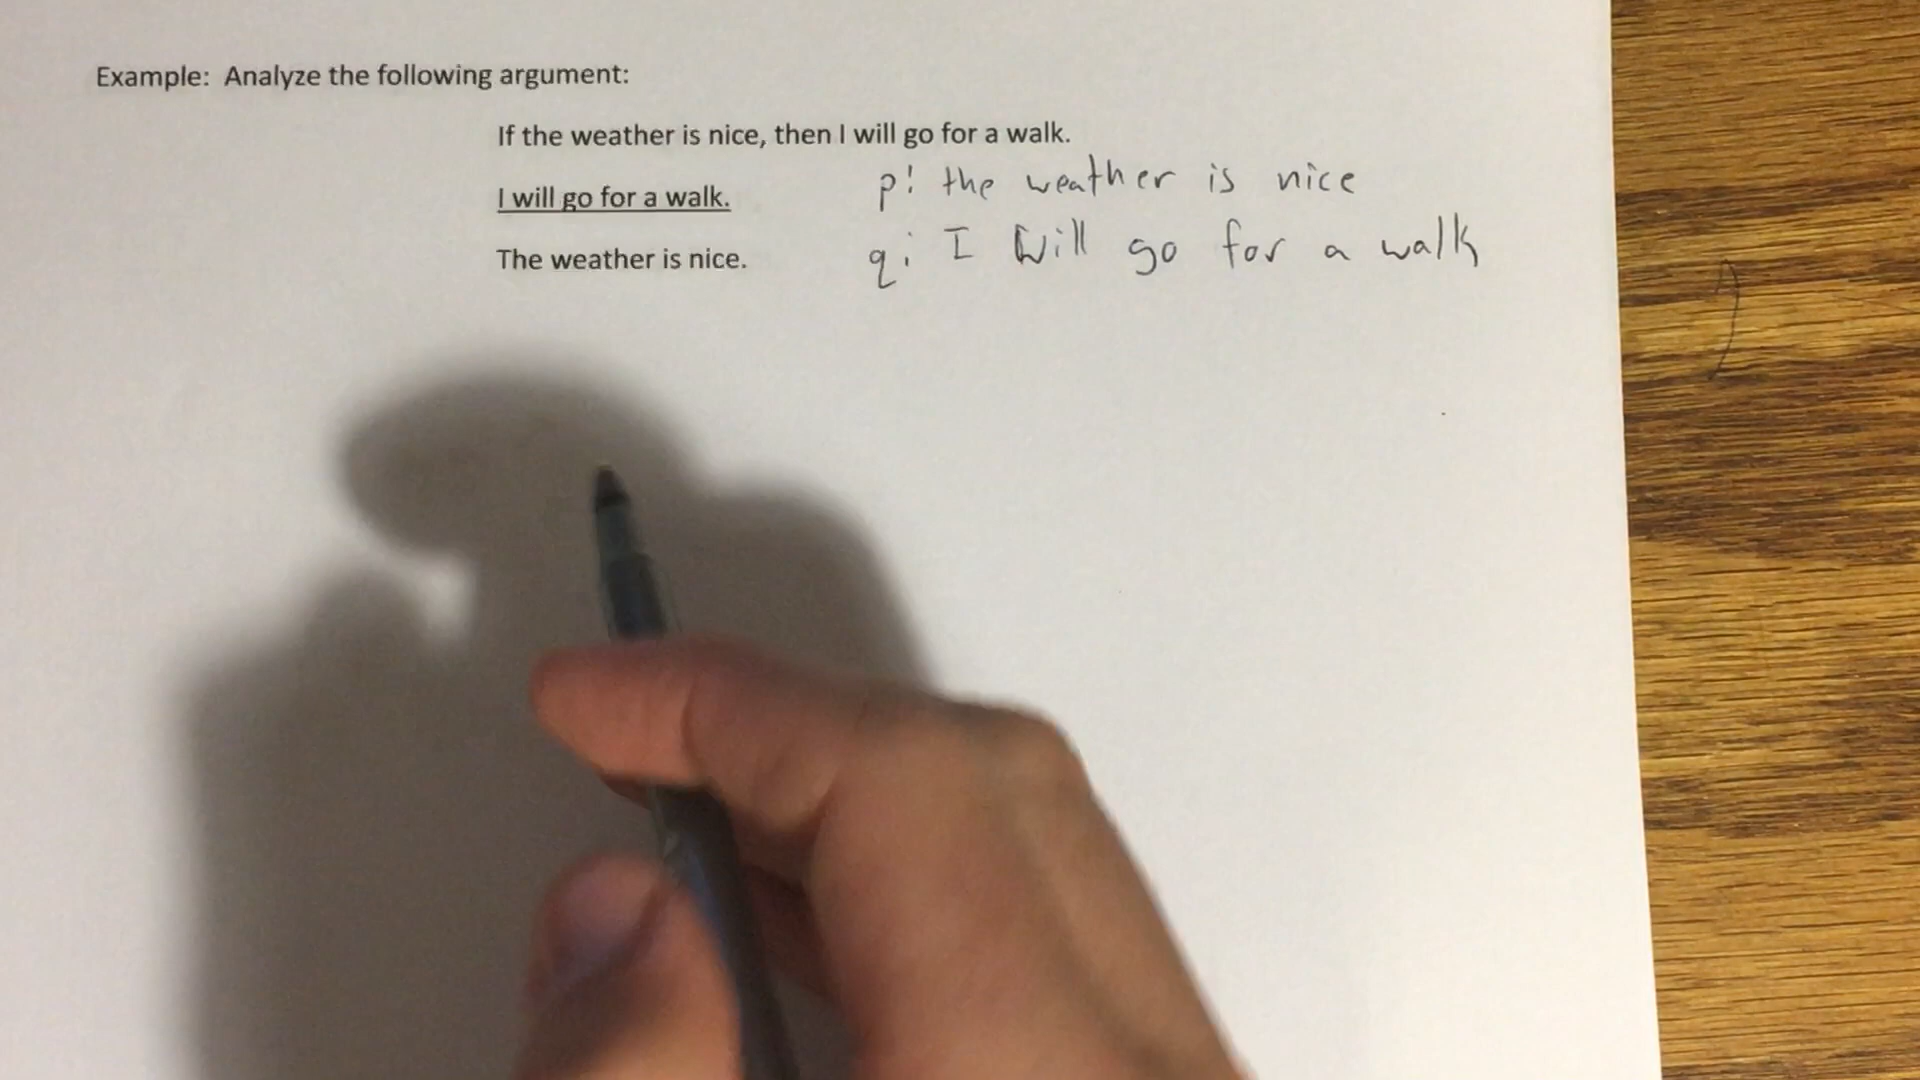 Example: Analyze the following argument:
If the weather is nice, then I will go for a walk.
I will go for a walk.
p: the weather is nice
The weather is nice.
q: I will go for a walk